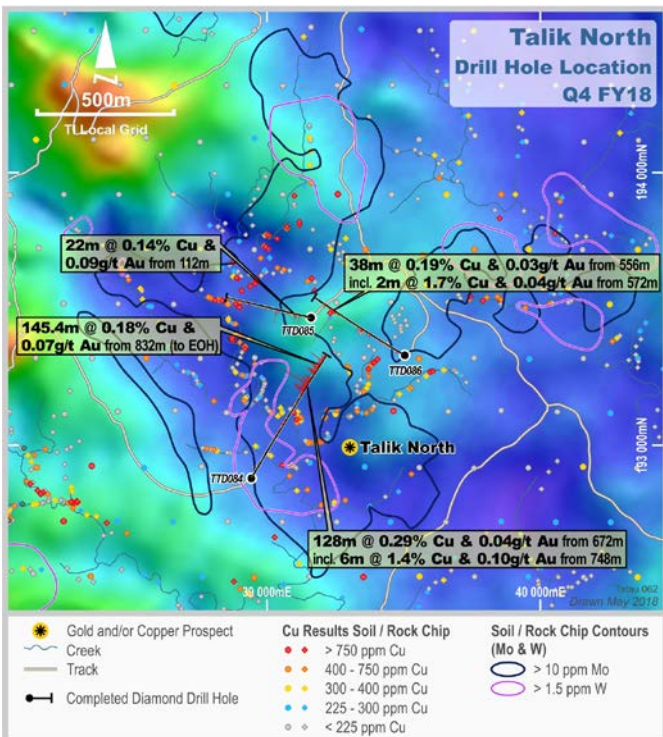 Talik North
Drill Hole Location
Q4 FY18
500m
TLLocal Grid
194 000mN
22m @ 0.14% Cu &
0.09g/t Au from 112m
38m @ 0.19% Cu & 0.03g/t Au from 556m
incl. 2m @ 1.7% Cu & 0.04g/t Au from 572m
TTD085
145.4m @ 0.18% Cu &
0.07g/t Au from 832m (to EOH)
TTD086
193 000mN
Talik North
TTD084
128m @ 0.29% Cu & 0.04g/t Au from 672m
incl. 6m @ 1.4% Cu & 0.10g/t Au from 748m
39 000mE
40 000mE
Drawn May 2018
Gold and/or Copper Prospect
Creek
Track
Completed Diamond Drill Hole
Cu Results Soil / Rock Chip
> 750 ppm Cu
400 - 750 ppm Cu
300 - 400 ppm Cu
225 - 300 ppm Cu
< 225 ppm Cu
Soil / Rock Chip Contours
(Mo & W)
> 10 ppm Mo
> 1.5 ppm W